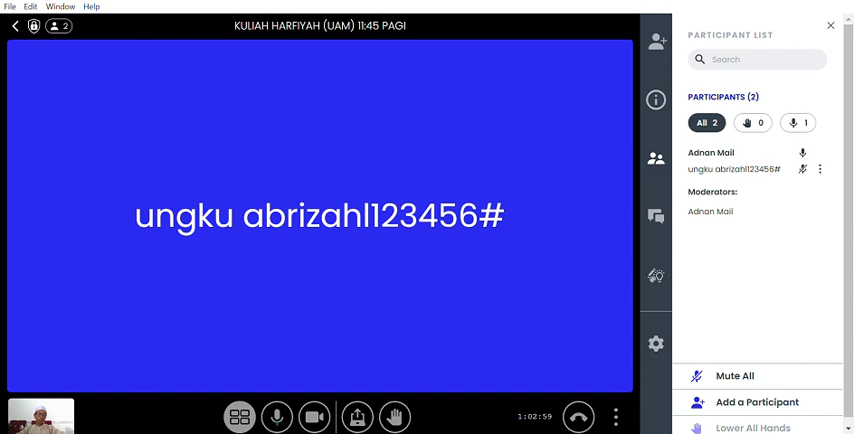 File Edit Window Help
2
KULIAH HARFIYAH (UAM) 11:45 PAGI
ungku abrizahl123456#
1:02:59
PARTICIPANT LIST
Search
PARTICIPANTS (2)
All 2 0 1
Adnan Mail
ungku abrizahl123456#
Moderators:
Adnan Mail
Mute All
Add a Participant
Lower All Hands